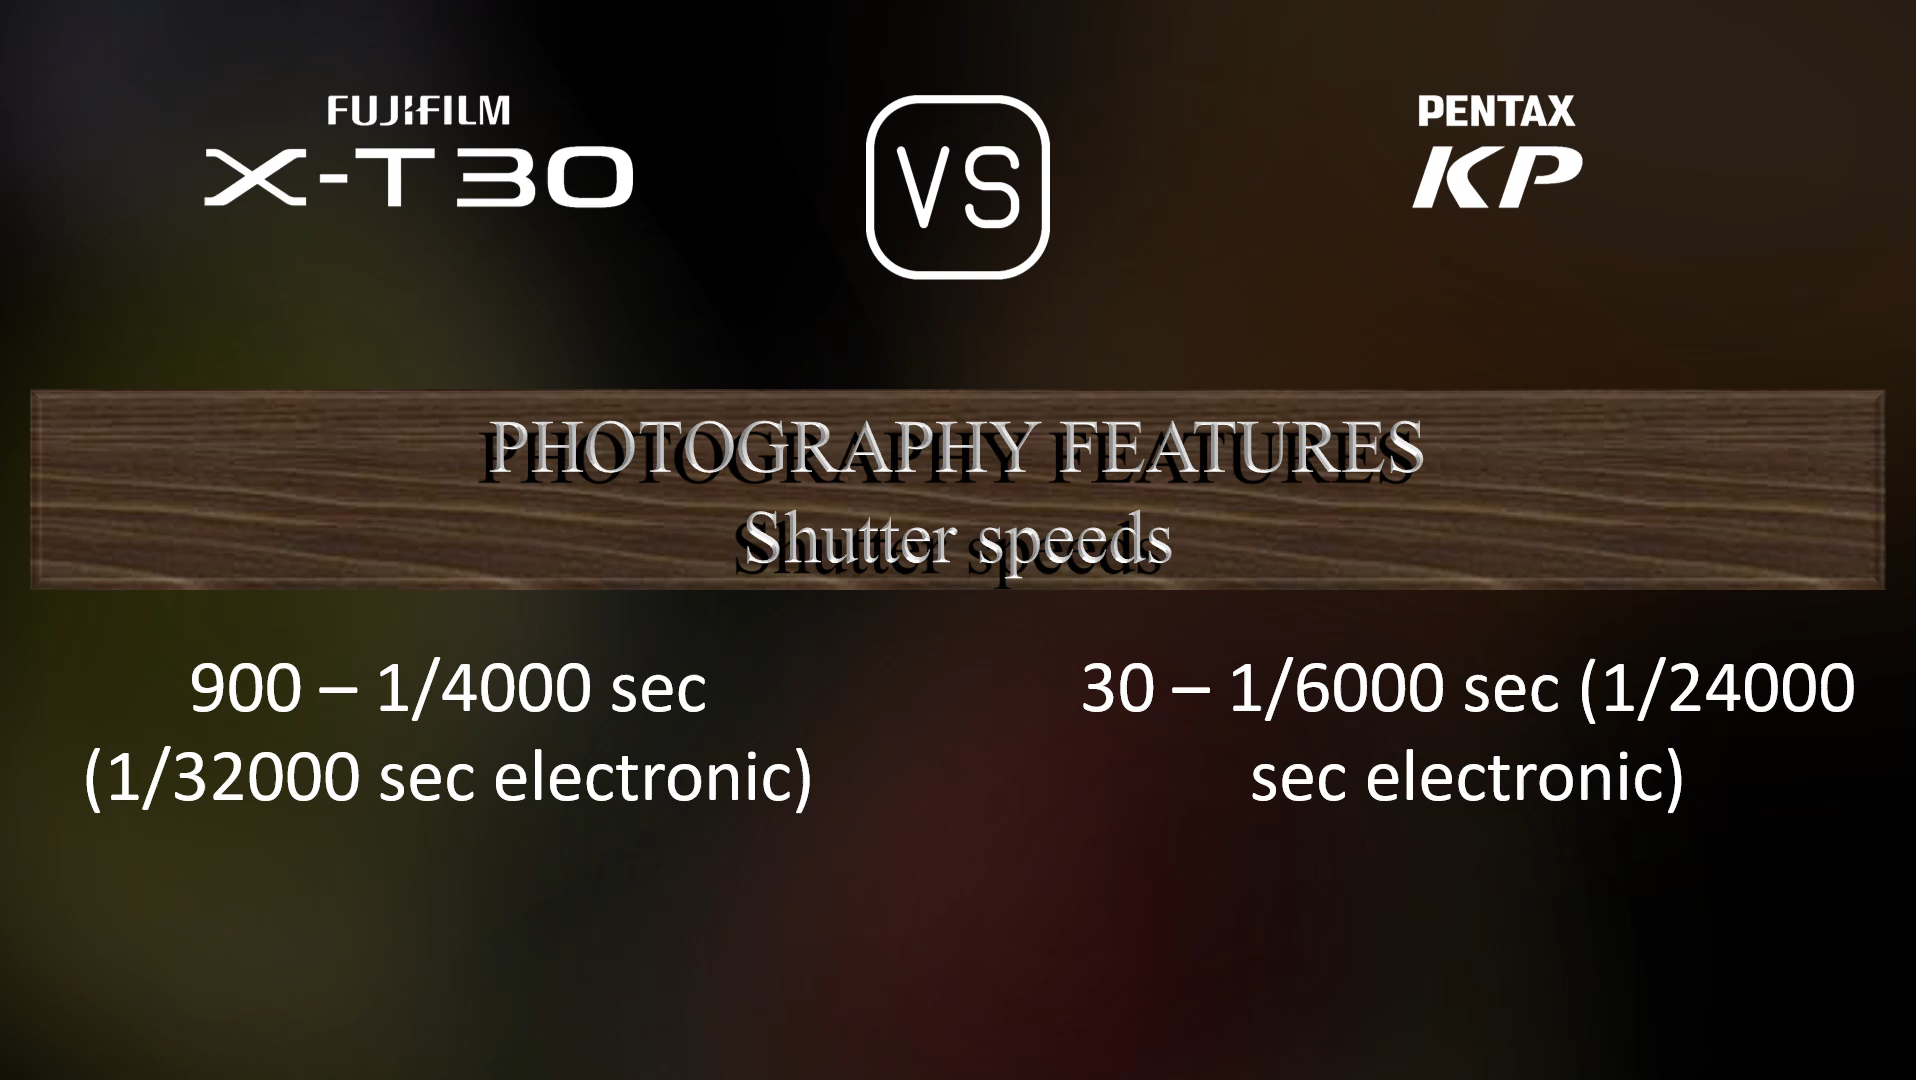 FUJIFILM
X-T30
VS
PENTAX
KP
PHOTOGRAPHY FEATURES
Shutter speeds
900 – 1/4000 sec
(1/32000 sec electronic)
30 – 1/6000 sec (1/24000
sec electronic)